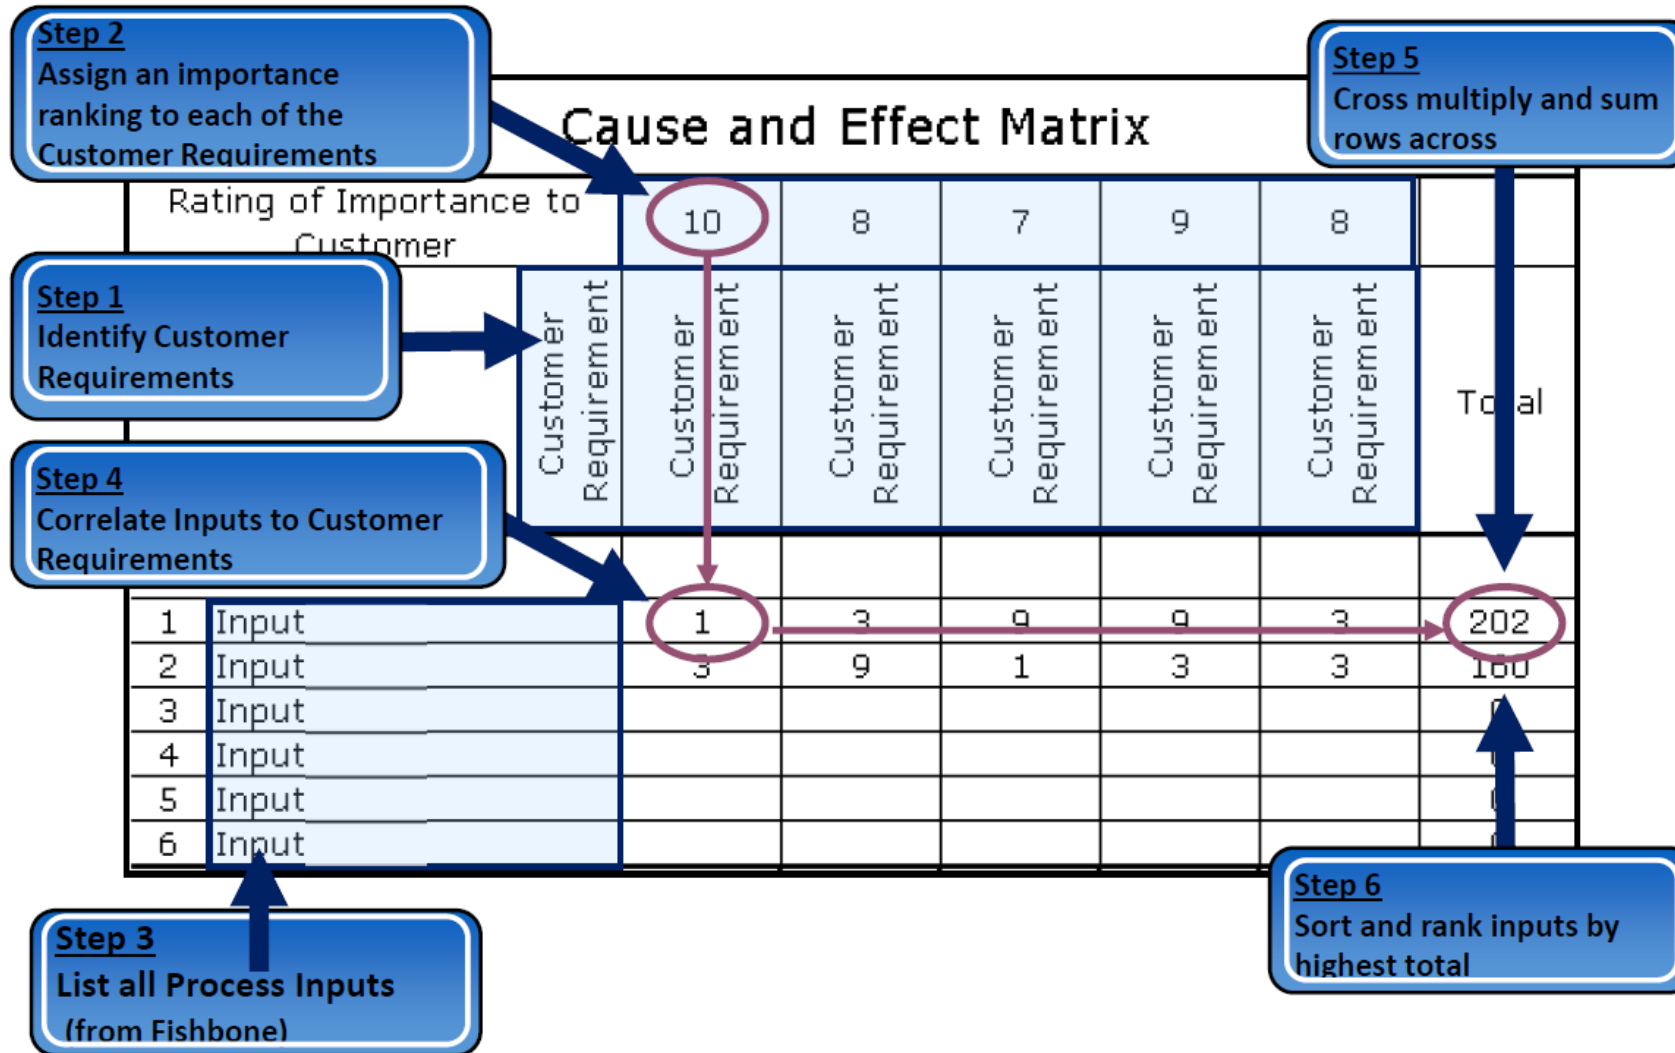 Step 2
Assign an importance
ranking to each of the
Customer Requirements
Step 5
Cross multiply and sum
rows across
Cause and Effect Matrix
Rating of Importance to
Customer
10 8 7 9 8
Step 1
Identify Customer
Requirements
Customer
Requirement
Customer
Requirement
Customer
Requirement
Customer
Requirement
Customer
Requirement
Customer
Requirement
Total
Step 4
Correlate Inputs to Customer
Requirements
1 Input 1 3 9 9 3 202
2 Input 3 9 1 3 3 160
3 Input
4 Input
5 Input
6 Input
Step 3
List all Process Inputs
(from Fishbone)
Step 6
Sort and rank inputs by
highest total